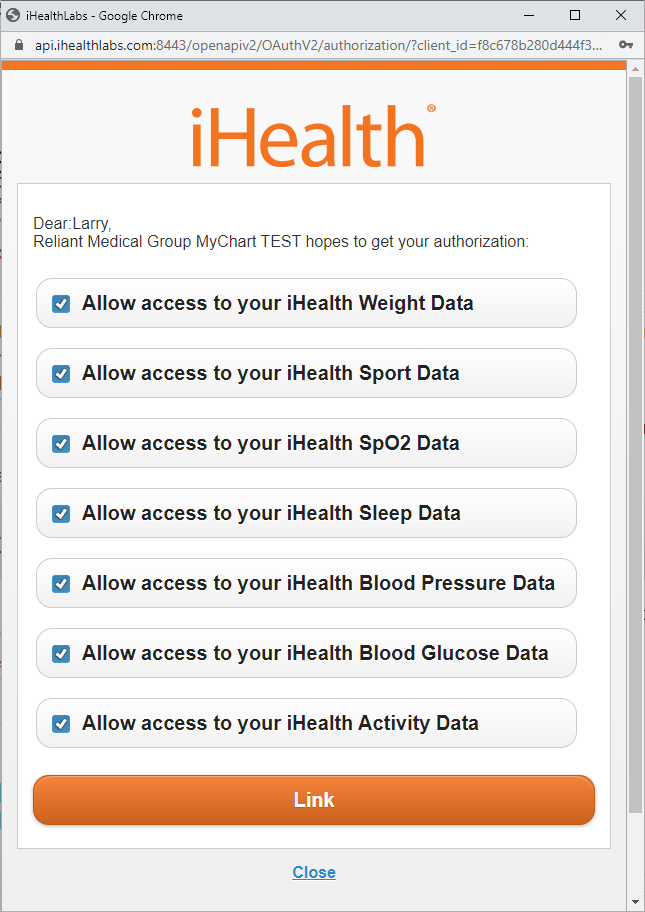 iHealthLabs - Google Chrome
api.ihealthlabs.com:8443/openapiv2/OAuthV2/authorization/?client_id=f8c678b280d444f3...
iHealth®
Dear:Larry,
Reliant Medical Group MyChart TEST hopes to get your authorization:
Allow access to your iHealth Weight Data
Allow access to your iHealth Sport Data
Allow access to your iHealth SpO2 Data
Allow access to your iHealth Sleep Data
Allow access to your iHealth Blood Pressure Data
Allow access to your iHealth Blood Glucose Data
Allow access to your iHealth Activity Data
Link
Close